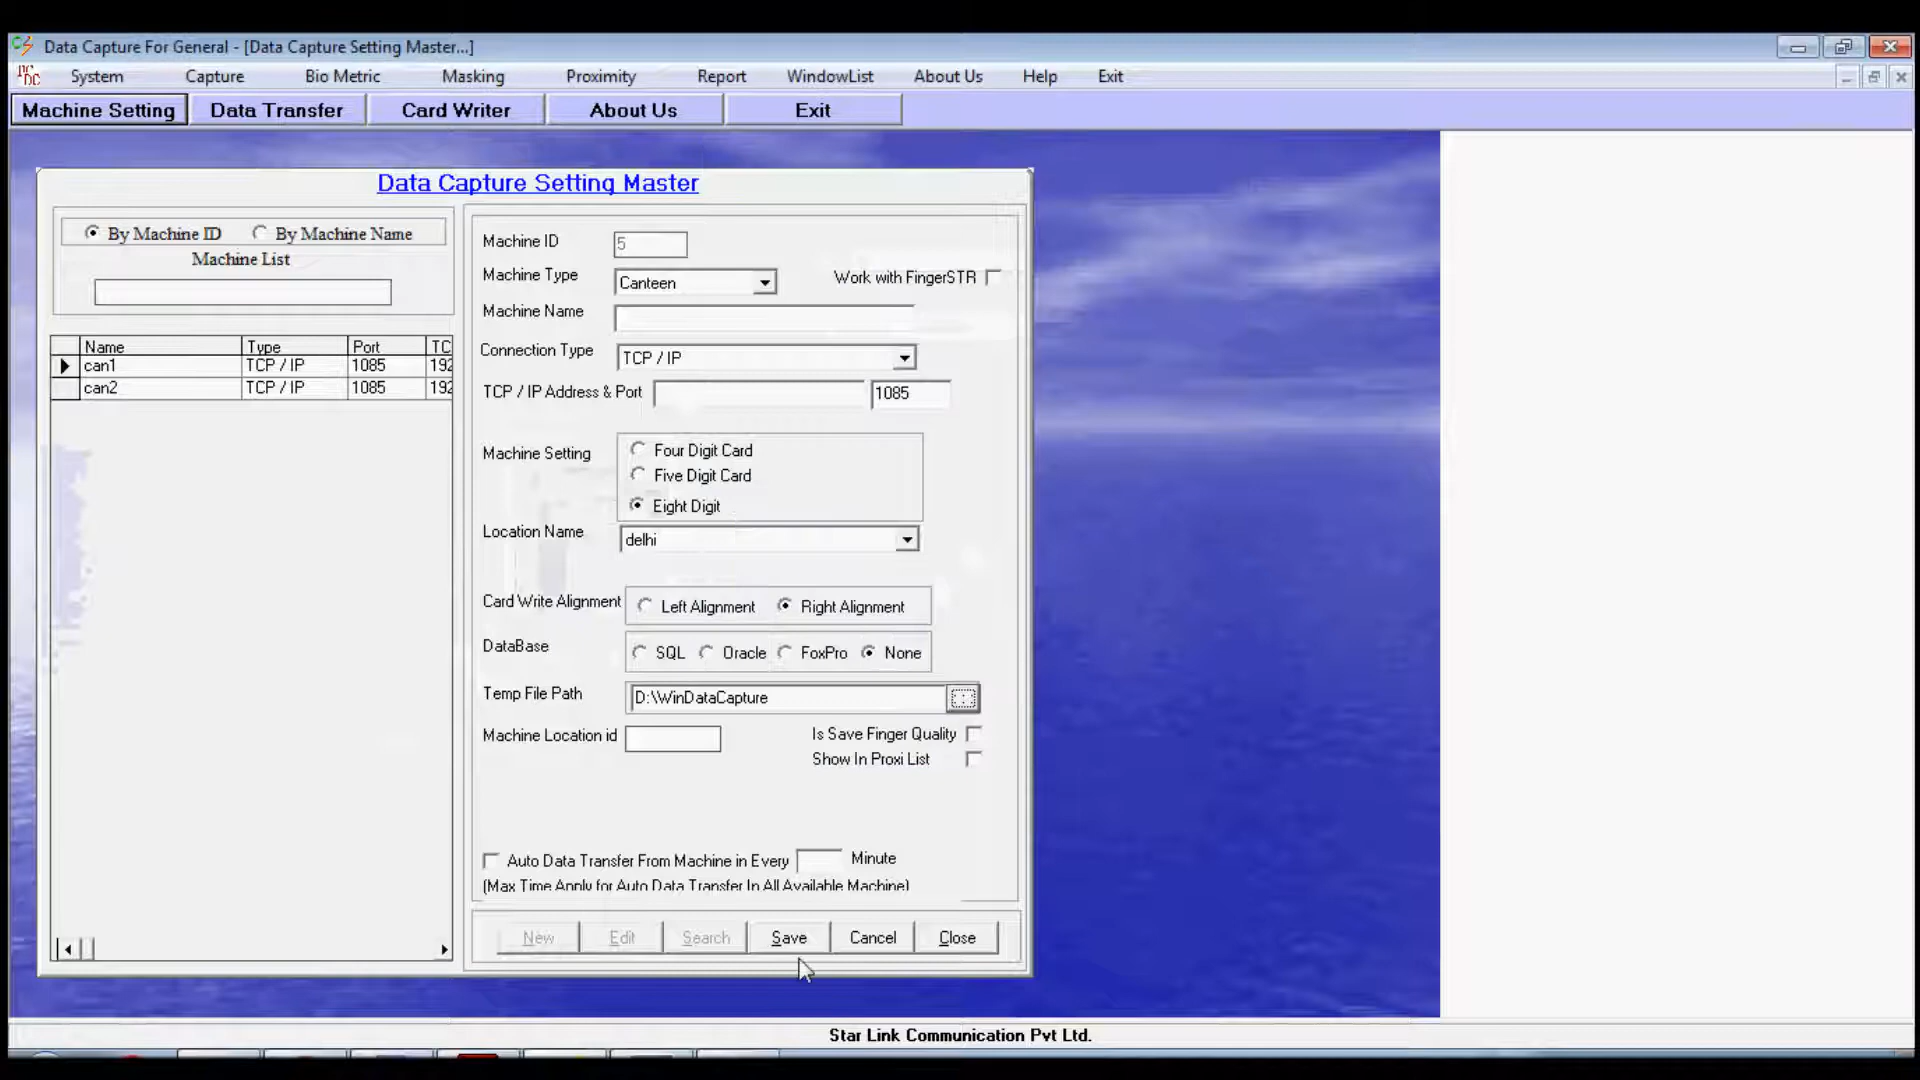 Data Capture For General - [Data Capture Setting Master...]
System Capture Bio Metric Masking Proximity Report WindowList About Us Help Exit
Machine Setting Data Transfer Card Writer About Us Exit
Data Capture Setting Master
By Machine ID By Machine Name
Machine List
Name Type Port TC
can1 TCP / IP 1085 192
can2 TCP / IP 1085 192
Machine ID 5
Machine Type Canteen Work with FingerSTR
Machine Name
Connection Type TCP / IP
TCP / IP Address & Port 1085
Machine Setting
Four Digit Card
Five Digit Card
Eight Digit
Location Name delhi
Card Write Alignment Left Alignment Right Alignment
DataBase SQL Oracle FoxPro None
Temp File Path D:\WinDataCapture
Machine Location id Is Save Finger Quality
Show In Proxi List
Auto Data Transfer From Machine in Every Minute
(Max Time Apply for Auto Data Transfer In All Available Machine)
New Edit Search Save Cancel Close
Star Link Communication Pvt Ltd.